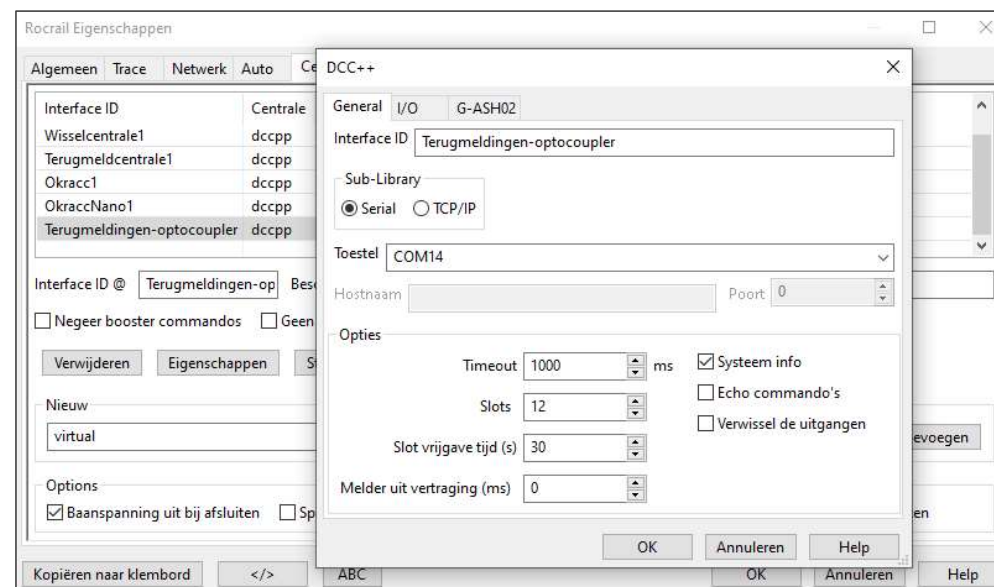 Rocrail Eigenschappen
Algemeen Trace Netwerk Auto Ce
DCC++
General I/O G-ASH02
Interface ID Centrale
Wisselcentrale1 dccpp
Terugmeldcentrale1 dccpp
Okracc1 dccpp
OkraccNano1 dccpp
Terugmeldingen-optocoupler dccpp
Interface ID @ Terugmeldingen-op Besc
Negeer booster commandos Geen
Verwijderen Eigenschappen St
Nieuw
virtual
evoegen
Options
Baanspanning uit bij afsluiten Sp
en
Kopiëren naar klembord </> ABC OK Annuleren Help
Interface ID Terugmeldingen-optocoupler
Sub-Library
Serial TCP/IP
Toestel COM14
Hostnaam Poort 0
Opties
Timeout 1000 ms Systeem info
Echo commando's
Slots 12
Verwissel de uitgangen
Slot vrijgave tijd (s) 30
Melder uit vertraging (ms) 0
OK Annuleren Help